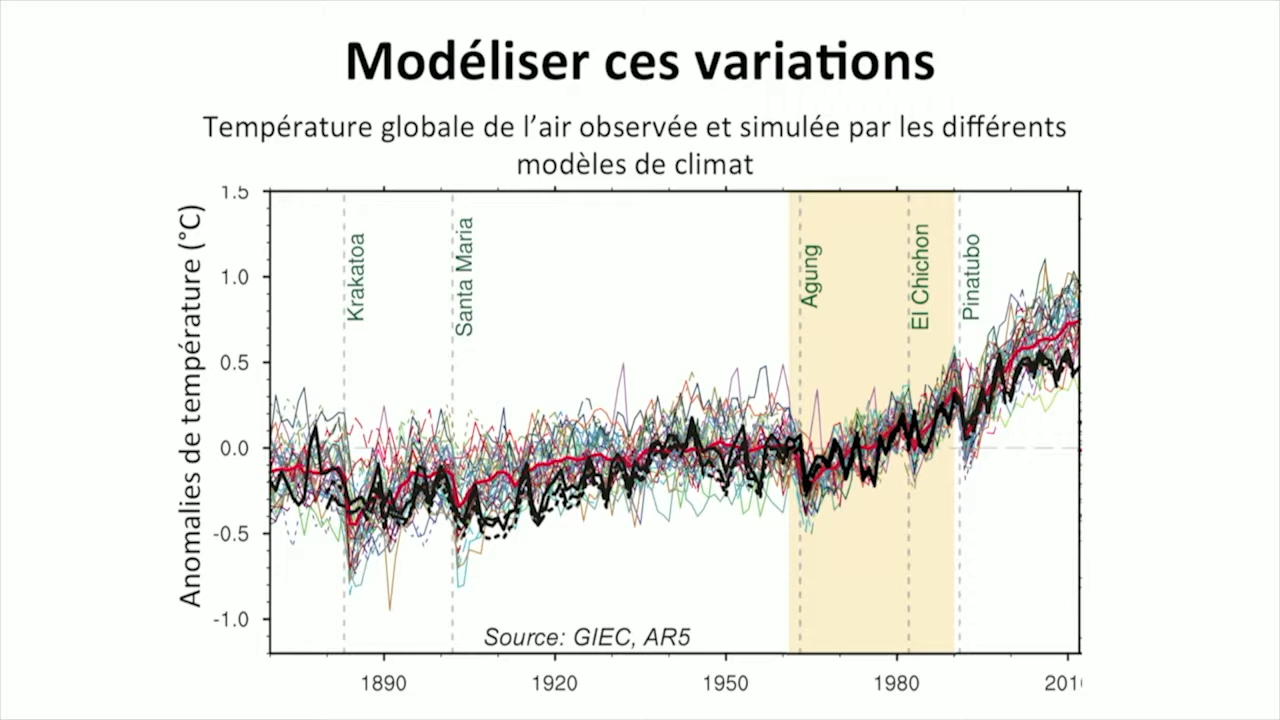 Modéliser ces variations
Température globale de l’air observée et simulée par les différents
modèles de climat
Anomalies de température (°C)
1.5
1.0
0.5
0.0
-0.5
-1.0
Krakatoa
Santa Maria
Agung
El Chichon
Pinatubo
Source: GIEC, AR5
1890
1920
1950
1980
201